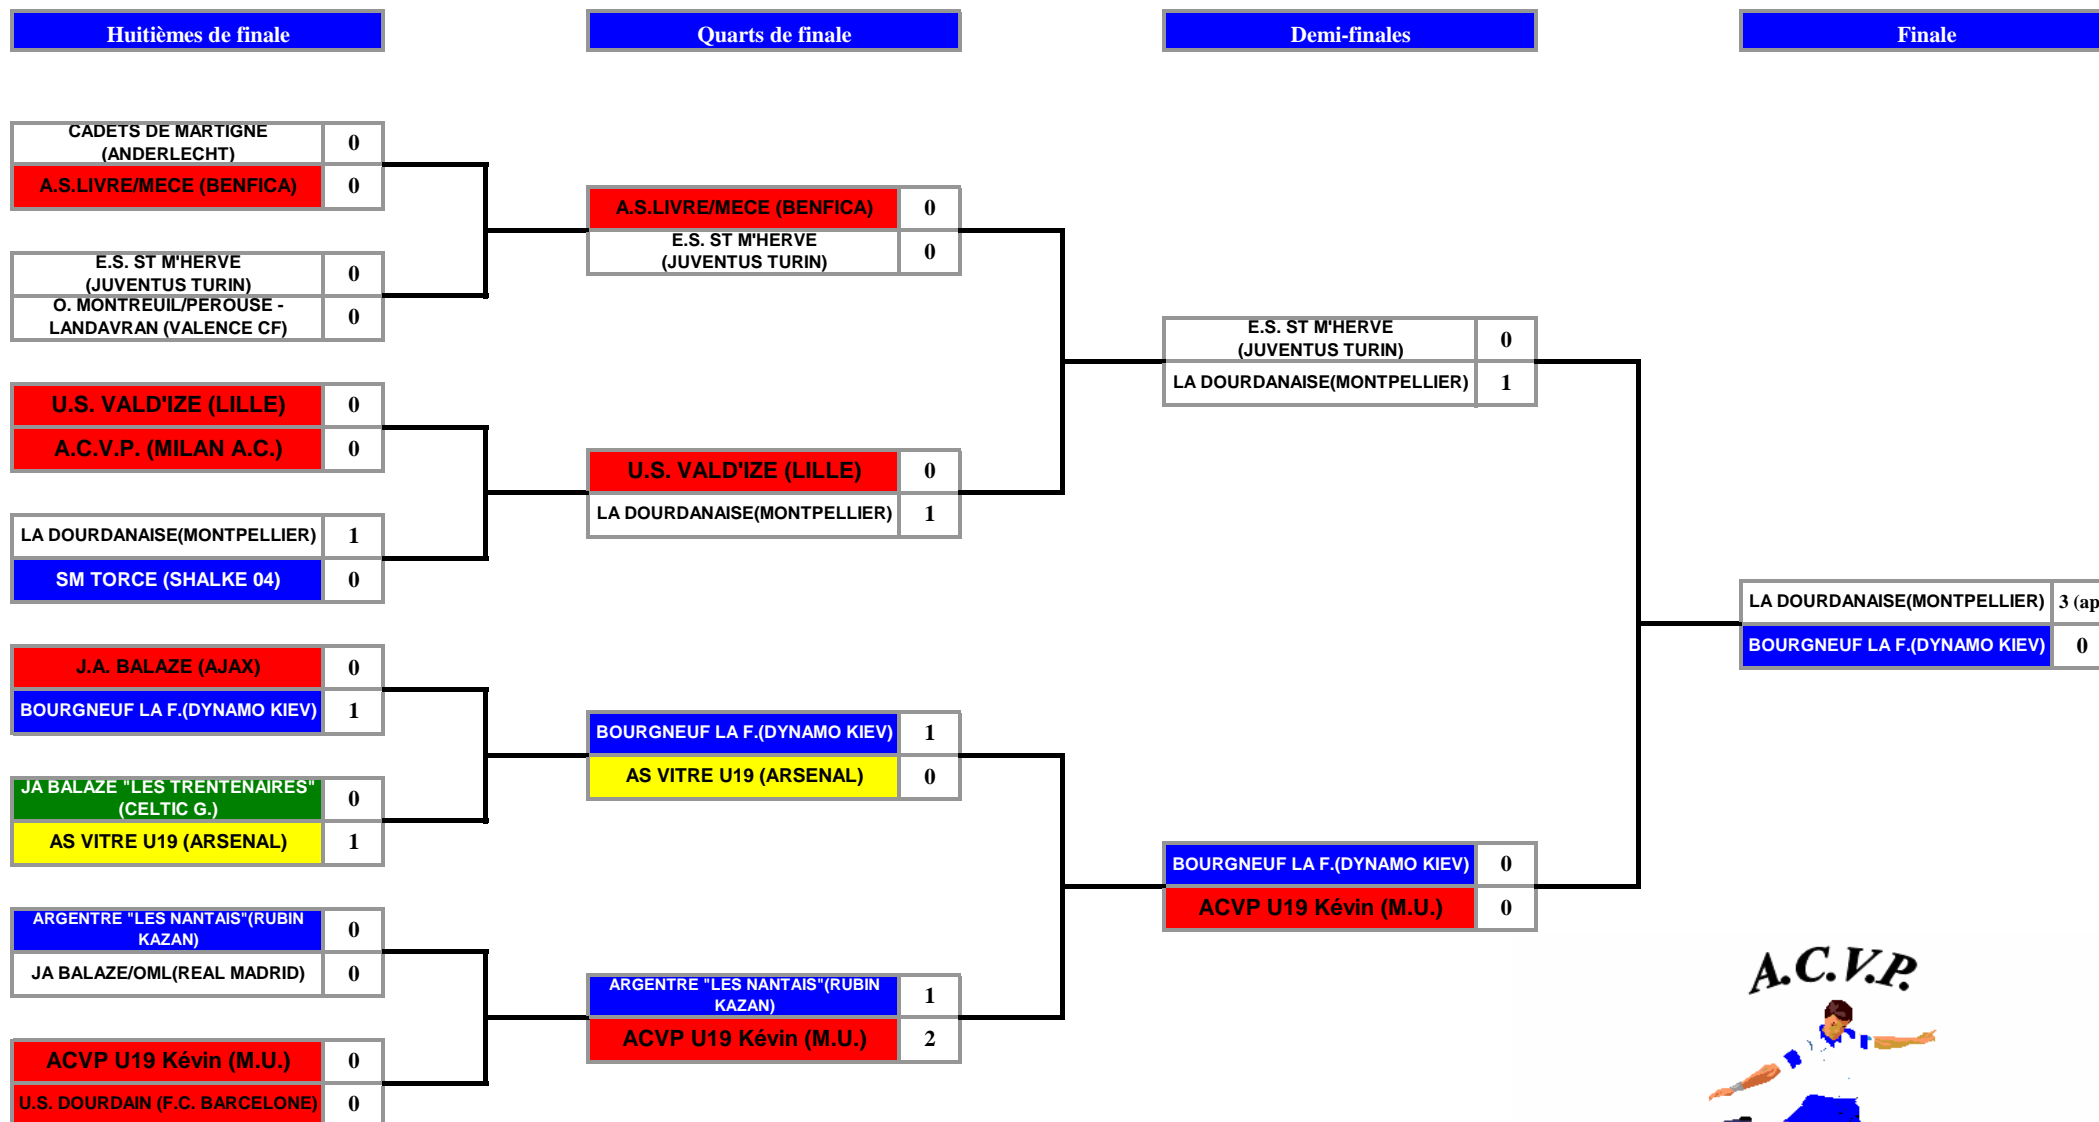 Huitièmes de finale
Quarts de finale
Demi-finales
Finale
CADETS DE MARTIGNE
(ANDERLECHT)
0
A.S.LIVRE/MECE (BENFICA)
0
E.S. ST M'HERVE
(JUVENTUS TURIN)
0
O. MONTREUIL/PEROUSE -
LANDAVRAN (VALENCE CF)
0
U.S. VALD'IZE (LILLE)
0
A.C.V.P. (MILAN A.C.)
0
LA DOURDANAISE(MONTPELLIER)
1
SM TORCE (SHALKE 04)
0
J.A. BALAZE (AJAX)
0
BOURGNEUF LA F.(DYNAMO KIEV)
1
JA BALAZE "LES TRENTENAIRES"
(CELTIC G.)
0
AS VITRE U19 (ARSENAL)
1
ARGENTRE "LES NANTAIS"(RUBIN
KAZAN)
0
JA BALAZE/OML(REAL MADRID)
0
ACVP U19 Kévin (M.U.)
0
U.S. DOURDAIN (F.C. BARCELONE)
0
A.S.LIVRE/MECE (BENFICA)
0
E.S. ST M'HERVE
(JUVENTUS TURIN)
0
U.S. VALD'IZE (LILLE)
0
LA DOURDANAISE(MONTPELLIER)
1
BOURGNEUF LA F.(DYNAMO KIEV)
1
AS VITRE U19 (ARSENAL)
0
ARGENTRE "LES NANTAIS"(RUBIN
KAZAN)
1
ACVP U19 Kévin (M.U.)
2
E.S. ST M'HERVE
(JUVENTUS TURIN)
0
LA DOURDANAISE(MONTPELLIER)
1
BOURGNEUF LA F.(DYNAMO KIEV)
0
ACVP U19 Kévin (M.U.)
0
LA DOURDANAISE(MONTPELLIER)
3 (ap
BOURGNEUF LA F.(DYNAMO KIEV)
0
A.C.V.P.